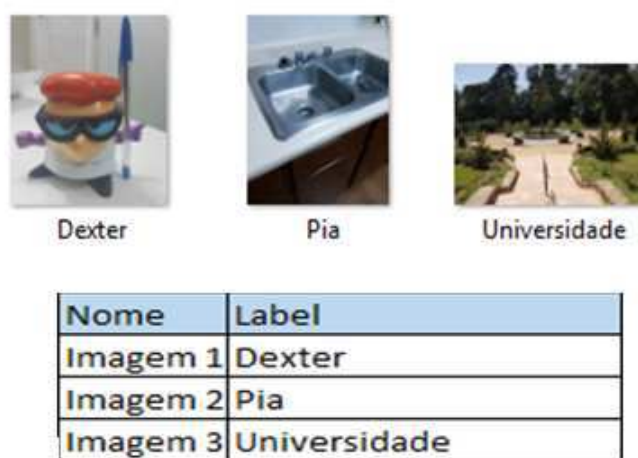 Dexter
Pia
Universidade
Nome Label
Imagem 1 Dexter
Imagem 2 Pia
Imagem 3 Universidade